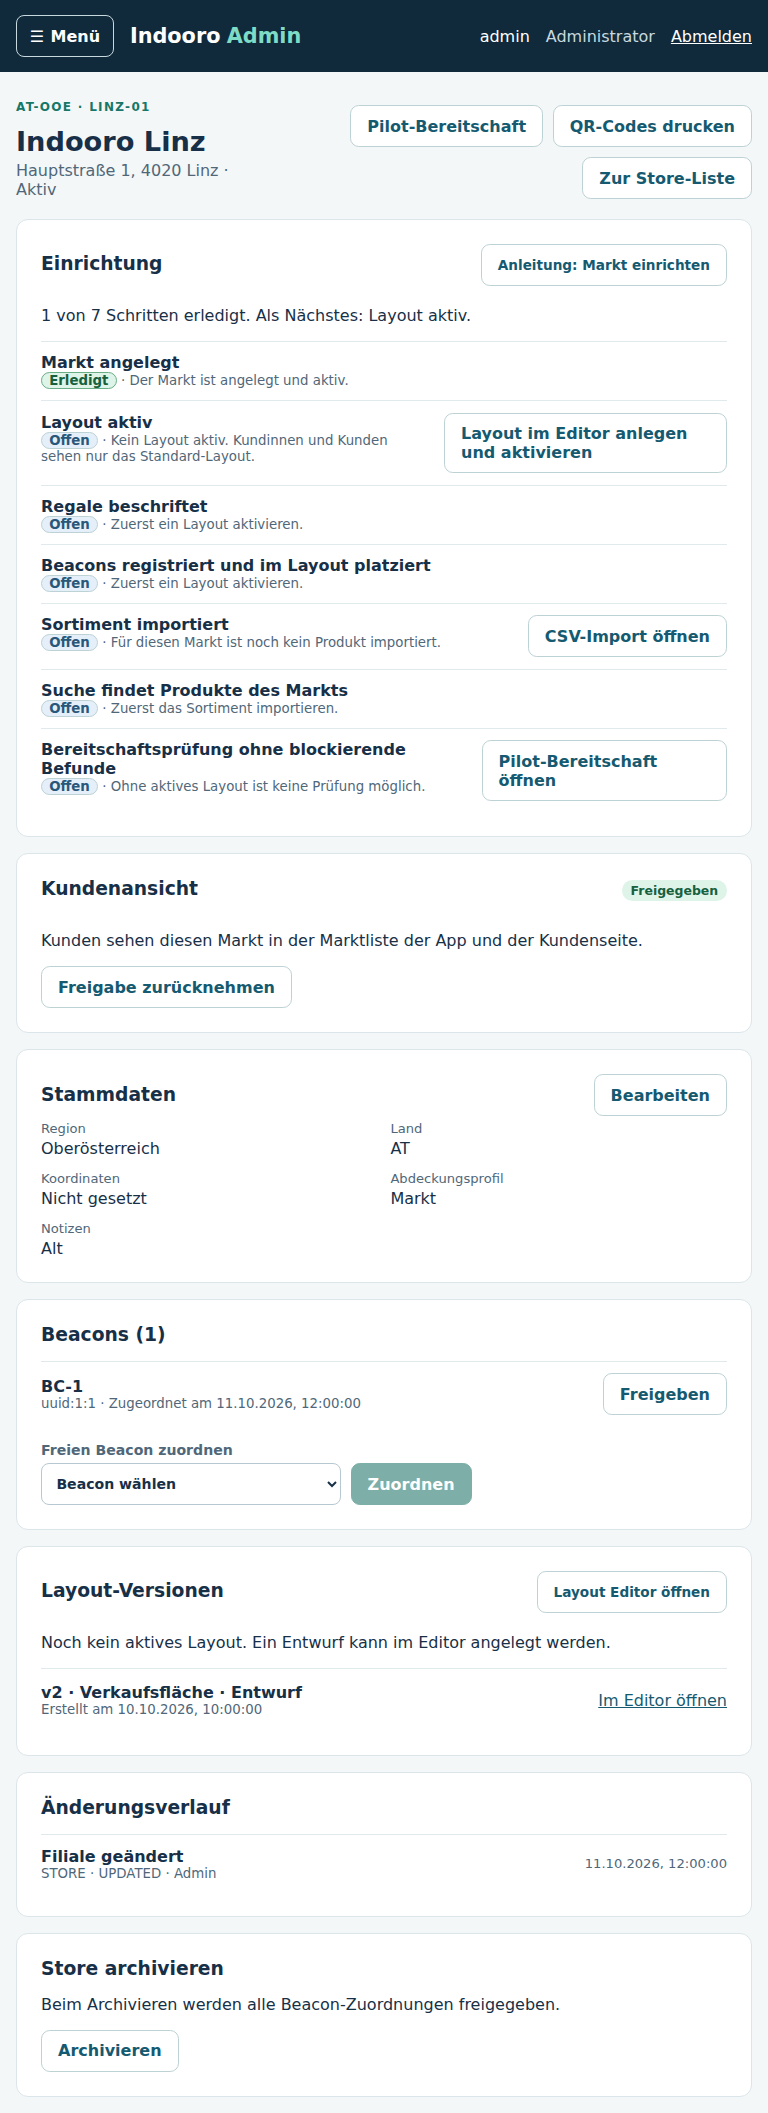 ☰ Menü
Indooro Admin
admin Administrator Abmelden
AT-OOE · LINZ-01
Indooro Linz
Hauptstraße 1, 4020 Linz ·
Aktiv
Pilot-Bereitschaft
QR-Codes drucken
Zur Store-Liste
Einrichtung
Anleitung: Markt einrichten
1 von 7 Schritten erledigt. Als Nächstes: Layout aktiv.
Markt angelegt
Erledigt · Der Markt ist angelegt und aktiv.
Layout aktiv
Offen · Kein Layout aktiv. Kundinnen und Kunden
sehen nur das Standard-Layout.
Layout im Editor anlegen
und aktivieren
Regale beschriftet
Offen · Zuerst ein Layout aktivieren.
Beacons registriert und im Layout platziert
Offen · Zuerst ein Layout aktivieren.
Sortiment importiert
Offen · Für diesen Markt ist noch kein Produkt importiert.
CSV-Import öffnen
Suche findet Produkte des Markts
Offen · Zuerst das Sortiment importieren.
Bereitschaftsprüfung ohne blockierende
Befunde
Offen · Ohne aktives Layout ist keine Prüfung möglich.
Pilot-Bereitschaft
öffnen
Kundenansicht
Freigegeben
Kunden sehen diesen Markt in der Marktliste der App und der Kundenseite.
Freigabe zurücknehmen
Stammdaten
Bearbeiten
Region
Oberösterreich
Land
AT
Koordinaten
Nicht gesetzt
Abdeckungsprofil
Markt
Notizen
Alt
Beacons (1)
BC-1
uuid:1:1 · Zugeordnet am 11.10.2026, 12:00:00
Freigeben
Freien Beacon zuordnen
Beacon wählen
Zuordnen
Layout-Versionen
Layout Editor öffnen
Noch kein aktives Layout. Ein Entwurf kann im Editor angelegt werden.
v2 · Verkaufsfläche · Entwurf
Erstellt am 10.10.2026, 10:00:00
Im Editor öffnen
Änderungsverlauf
Filiale geändert
STORE · UPDATED · Admin
11.10.2026, 12:00:00
Store archivieren
Beim Archivieren werden alle Beacon-Zuordnungen freigegeben.
Archivieren